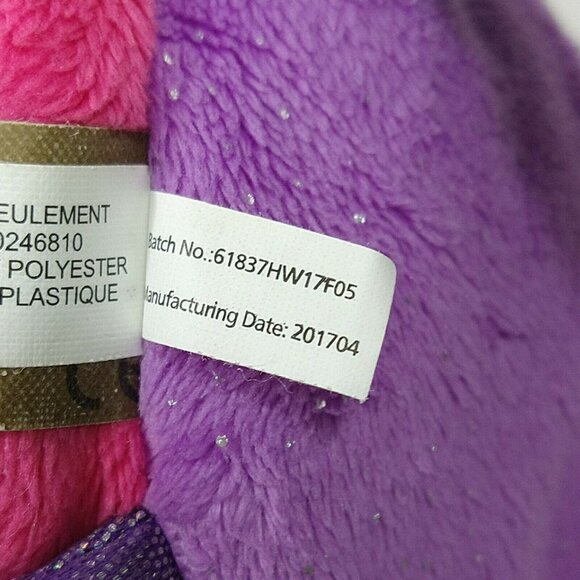 EULEMENT
0246810
POLYESTER
PLASTIQUE
Batch No.:61837HW17F05
Manufacturing Date: 201704